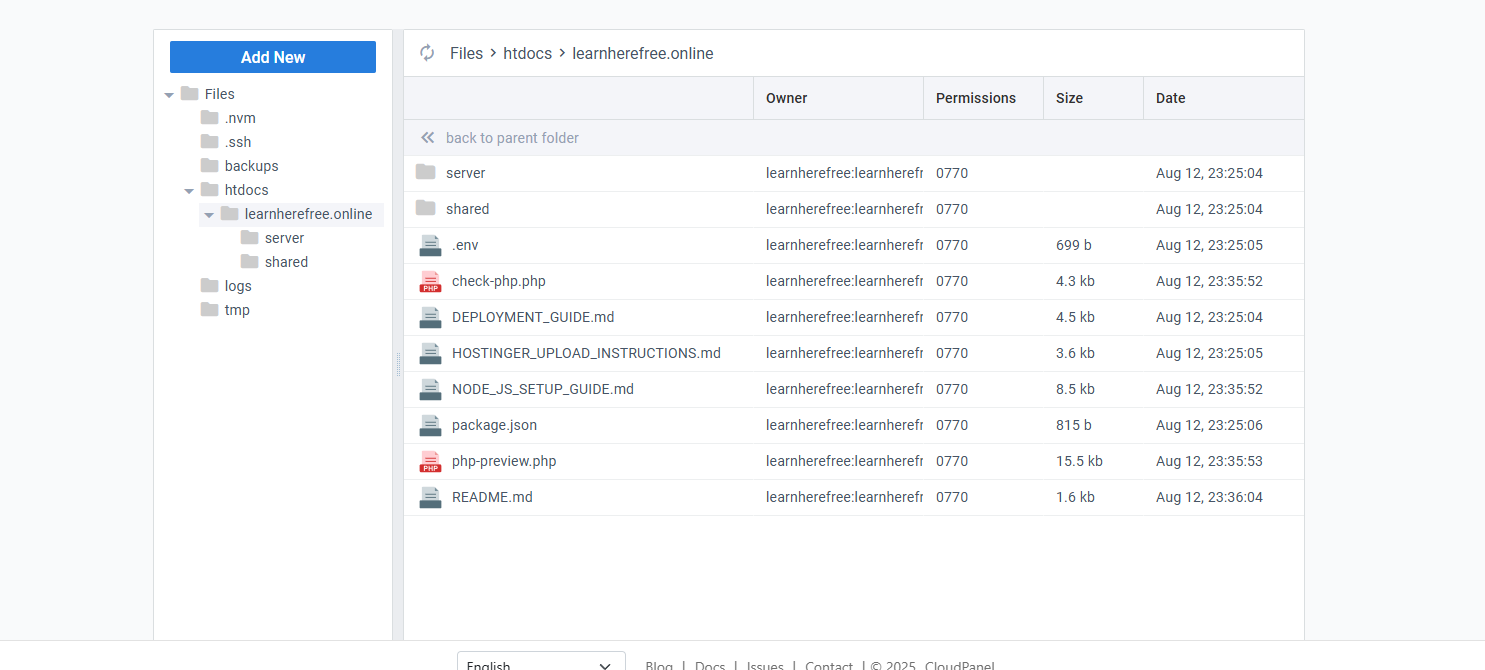 Add New
Files
.nvm
.ssh
backups
htdocs
learnherefree.online
server
shared
logs
tmp
Files > htdocs > learnherefree.online
Owner Permissions Size Date
back to parent folder
server learnherefree:learnherefr 0770 Aug 12, 23:25:04
shared learnherefree:learnherefr 0770 Aug 12, 23:25:04
.env learnherefree:learnherefr 0770 699 b Aug 12, 23:25:05
PHP check-php.php learnherefree:learnherefr 0770 4.3 kb Aug 12, 23:35:52
DEPLOYMENT_GUIDE.md learnherefree:learnherefr 0770 4.5 kb Aug 12, 23:25:04
HOSTINGER_UPLOAD_INSTRUCTIONS.md learnherefree:learnherefr 0770 3.6 kb Aug 12, 23:25:05
NODE_JS_SETUP_GUIDE.md learnherefree:learnherefr 0770 8.5 kb Aug 12, 23:35:52
package.json learnherefree:learnherefr 0770 815 b Aug 12, 23:25:06
PHP php-preview.php learnherefree:learnherefr 0770 15.5 kb Aug 12, 23:35:53
README.md learnherefree:learnherefr 0770 1.6 kb Aug 12, 23:36:04
English Blog | Docs | Issues | Contact | © 2025 CloudPanel